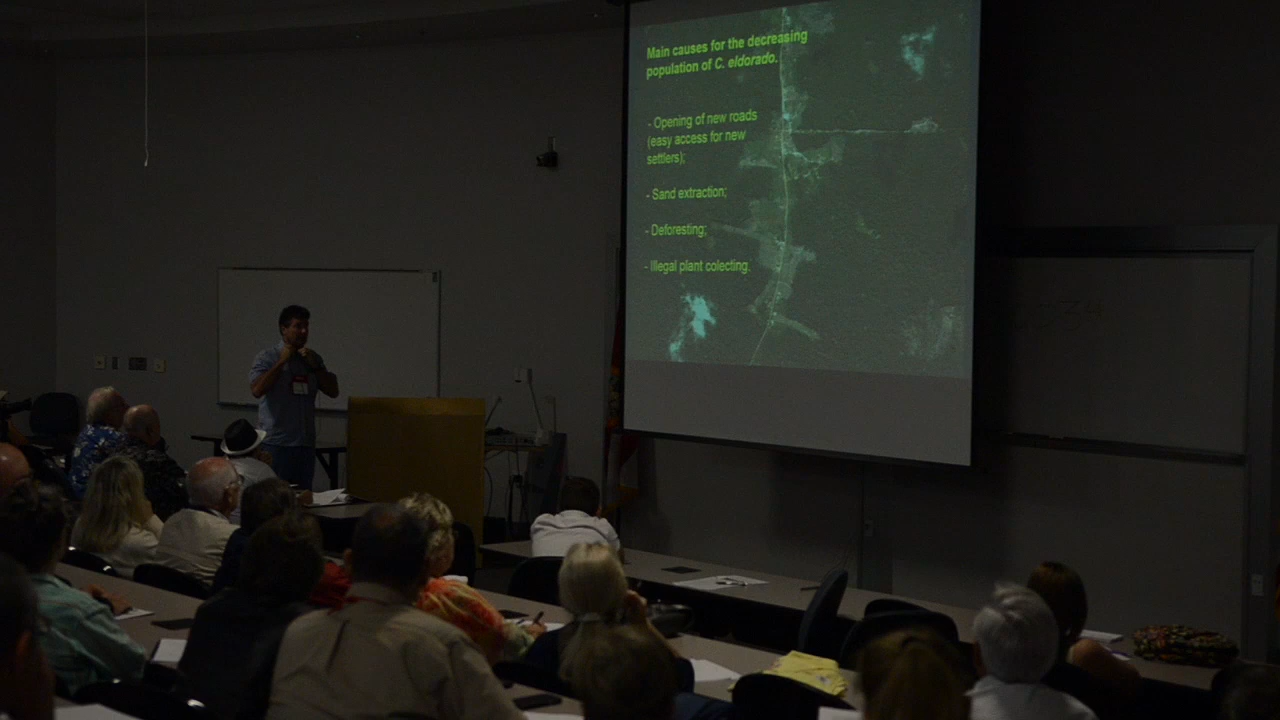 Main causes for the decreasing
population of C. eldorado.
- Opening of new roads
(easy access for new
settlers);
- Sand extraction;
- Deforesting;
- Illegal plant colecting.